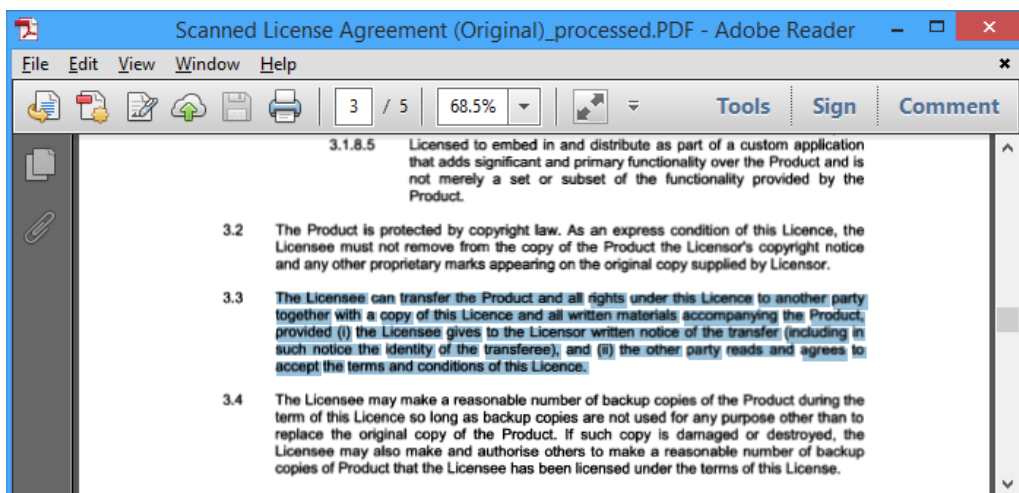 Scanned License Agreement (Original)_processed.PDF - Adobe Reader
File Edit View Window Help
3 / 5 68.5% Tools Sign Comment
3.1.8.5 Licensed to embed in and distribute as part of a custom application
that adds significant and primary functionality over the Product and is
not merely a set or subset of the functionality provided by the
Product.
3.2 The Product is protected by copyright law. As an express condition of this Licence, the
Licensee must not remove from the copy of the Product the Licensor's copyright notice
and any other proprietary marks appearing on the original copy supplied by Licensor.
3.3 The Licensee can transfer the Product and all rights under this Licence to another party
together with a copy of this Licence and all written materials accompanying the Product,
provided (i) the Licensee gives to the Licensor written notice of the transfer (including in
such notice the identity of the transferee), and (ii) the other party reads and agrees to
accept the terms and conditions of this Licence.
3.4 The Licensee may make a reasonable number of backup copies of the Product during the
term of this Licence so long as backup copies are not used for any purpose other than to
replace the original copy of the Product. If such copy is damaged or destroyed, the
Licensee may also make and authorise others to make a reasonable number of backup
copies of Product that the Licensee has been licensed under the terms of this License.